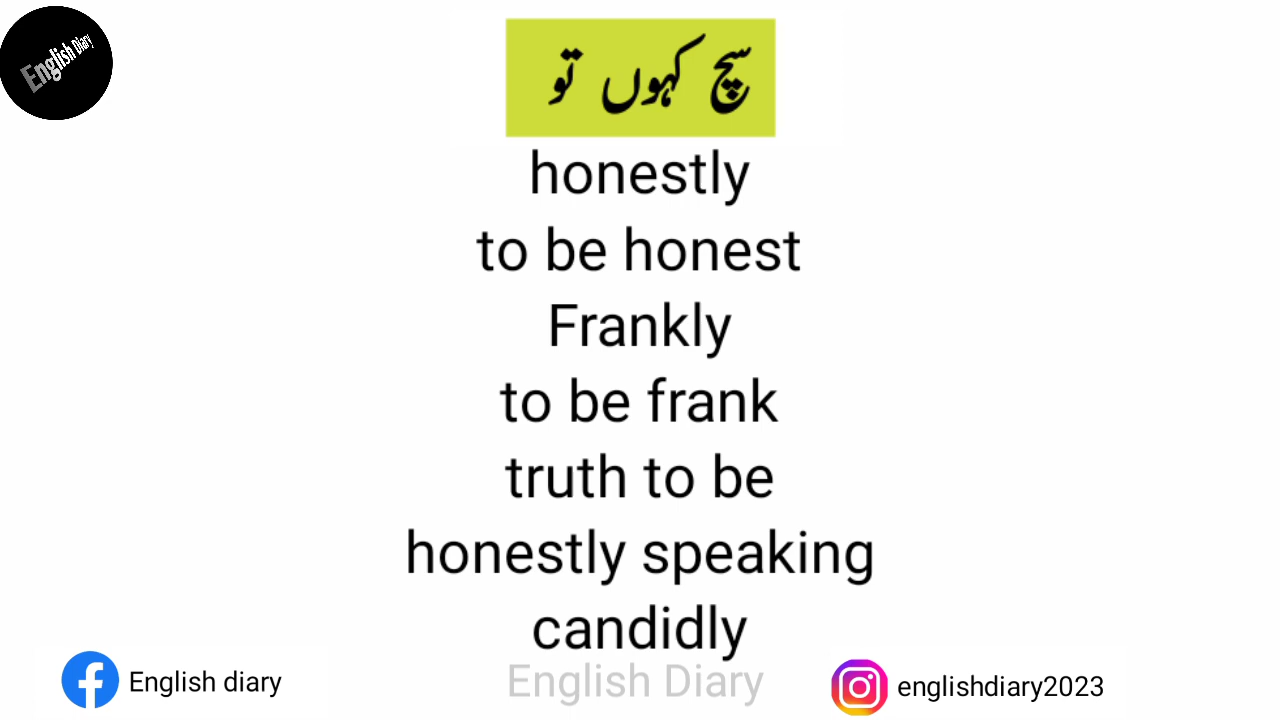 English Diary
سچ کہوں تو
honestly
to be honest
Frankly
to be frank
truth to be
honestly speaking
candidly
English Diary
English diary
englishdiary2023